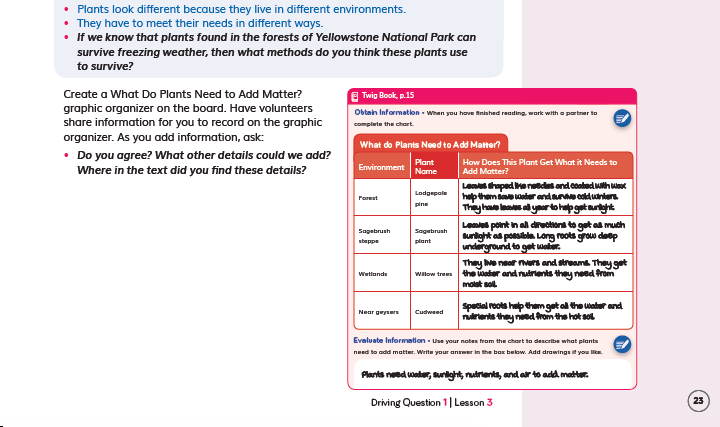 • Plants look different because they live in different environments.
• They have to meet their needs in different ways.
• If we know that plants found in the forests of Yellowstone National Park can
survive freezing weather, then what methods do you think these plants use
to survive?
Create a What Do Plants Need to Add Matter?
graphic organizer on the board. Have volunteers
share information for you to record on the graphic
organizer. As you add information, ask:
• Do you agree? What other details could we add?
Where in the text did you find these details?
Twig Book, p.15
Obtain Information • When you have finished reading, work with a partner to
complete the chart.
What do Plants Need to Add Matter?
Environment
Plant
Name
How Does This Plant Get What it Needs to
Add Matter?
Forest
Lodgepole
pine
Leaves shaped like needles and coated with wax
help them save water and survive cold winters.
They have leaves all year to help get sunlight.
Sagebrush
steppe
Sagebrush
plant
Leaves point in all directions to get as much
sunlight as possible. Long roots grow deep
underground to get water.
Wetlands
Willow trees
They live near rivers and streams. They get
the water and nutrients they need from
moist soil.
Near geysers
Cudweed
Special roots help them get all the water and
nutrients they need from the hot soil.
Evaluate Information • Use your notes from the chart to describe what plants
need to add matter. Write your answer in the box below. Add drawings if you like.
Plants need water, sunlight, nutrients, and air to add matter.
Driving Question 1 | Lesson 3
23